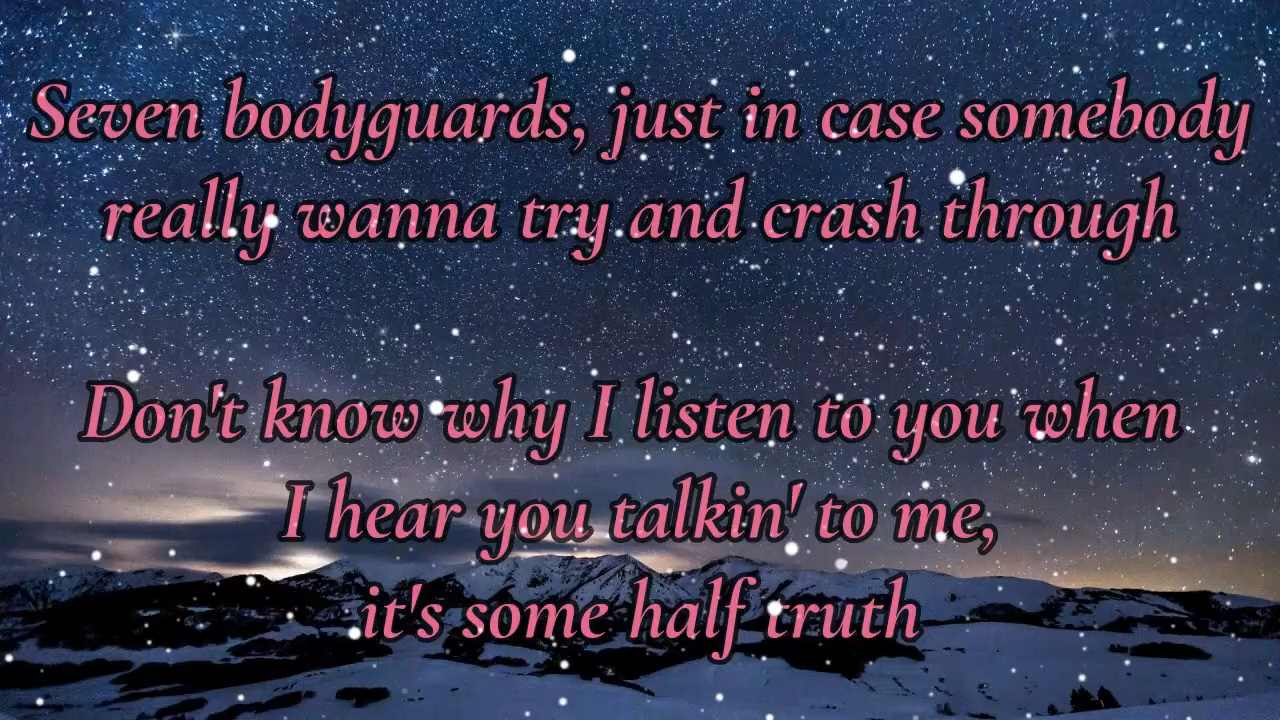 Seven bodyguards, just in case somebody
really wanna try and crash through
Don't know why I listen to you when
I hear you talkin' to me,
it's some half truth